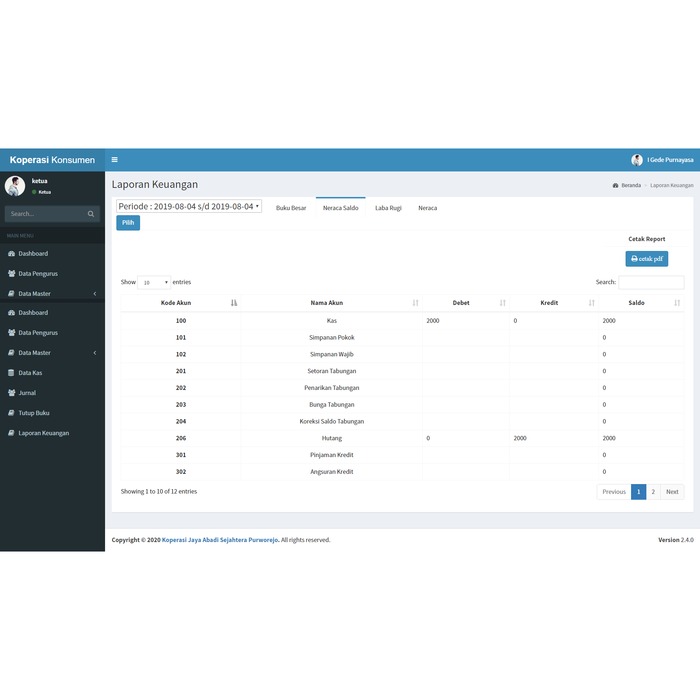 Koperasi Konsumen
I Gede Purnayasa
ketua
Ketua
Search...
MAIN MENU
Dashboard
Data Pengurus
Data Master
Dashboard
Data Pengurus
Data Master
Data Kas
Jurnal
Tutup Buku
Laporan Keuangan
Laporan Keuangan
Beranda > Laporan Keuangan
Periode : 2019-08-04 s/d 2019-08-04
Buku Besar Neraca Saldo Laba Rugi Neraca
Pilih
Cetak Report
cetak pdf
Show 10 entries Search:
Kode Akun Nama Akun Debet Kredit Saldo
100 Kas 2000 0 2000
101 Simpanan Pokok 0
102 Simpanan Wajib 0
201 Setoran Tabungan 0
202 Penarikan Tabungan 0
203 Bunga Tabungan 0
204 Koreksi Saldo Tabungan 0
206 Hutang 0 2000 2000
301 Pinjaman Kredit 0
302 Angsuran Kredit 0
Showing 1 to 10 of 12 entries Previous 1 2 Next
Copyright © 2020 Koperasi Jaya Abadi Sejahtera Purworejo. All rights reserved. Version 2.4.0